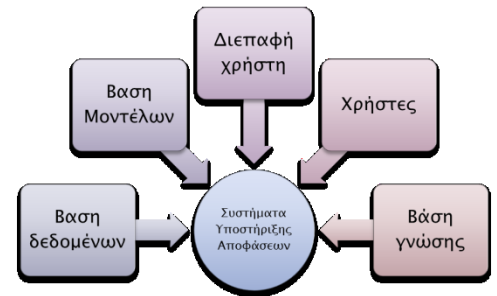 Διεπαφή
χρήστη
Βαση
Μοντέλων
Χρήστες
Βαση
δεδομένων
Συστήματα
Υποστήριξης
Αποφάσεων
Βάση
γνώσης